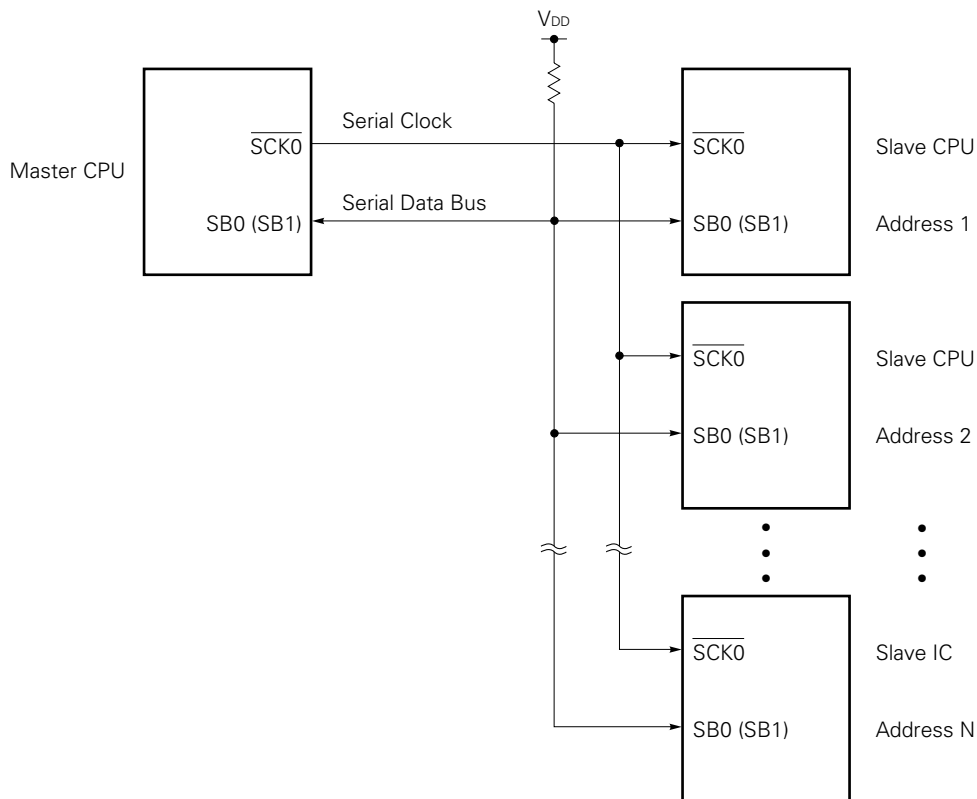 VDD
Serial Clock
SCK0
SCK0
Slave CPU
Master CPU
Serial Data Bus
SB0 (SB1)
SB0 (SB1)
Address 1
SCK0
Slave CPU
SB0 (SB1)
Address 2
SCK0
Slave IC
SB0 (SB1)
Address N